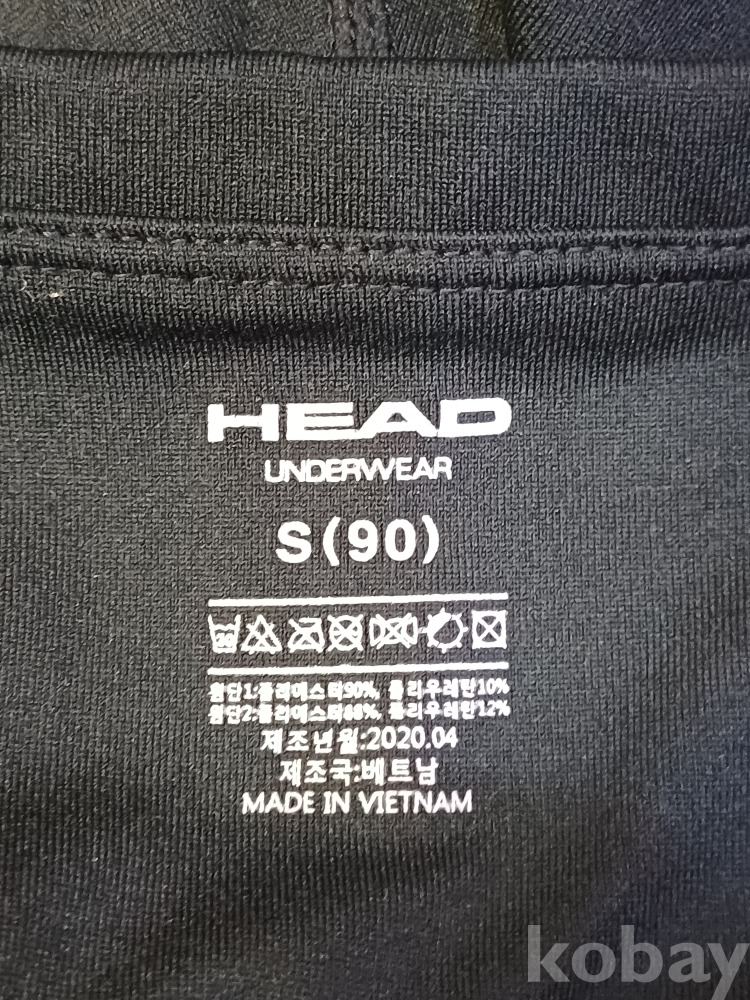 HEAD
UNDERWEAR
S(90)
원단1:폴리에스터90%, 폴리우레탄10%
원단2:폴리에스터88%, 폴리우레탄12%
제조년월:2020.04
제조국:베트남
MADE IN VIETNAM
kobay